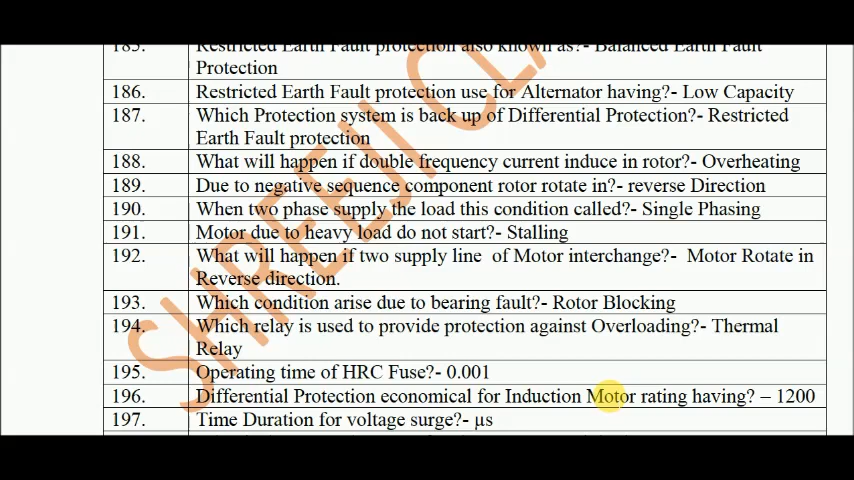 185. Restricted Earth Fault protection also known as?- Balanced Earth Fault
Protection
186. Restricted Earth Fault protection use for Alternator having?- Low Capacity
187. Which Protection system is back up of Differential Protection?- Restricted
Earth Fault protection
188. What will happen if double frequency current induce in rotor?- Overheating
189. Due to negative sequence component rotor rotate in?- reverse Direction
190. When two phase supply the load this condition called?- Single Phasing
191. Motor due to heavy load do not start?- Stalling
192. What will happen if two supply line of Motor interchange?- Motor Rotate in
Reverse direction.
193. Which condition arise due to bearing fault?- Rotor Blocking
194. Which relay is used to provide protection against Overloading?- Thermal
Relay
195. Operating time of HRC Fuse?- 0.001
196. Differential Protection economical for Induction Motor rating having? – 1200
197. Time Duration for voltage surge?- µs
SHREEJI CLA